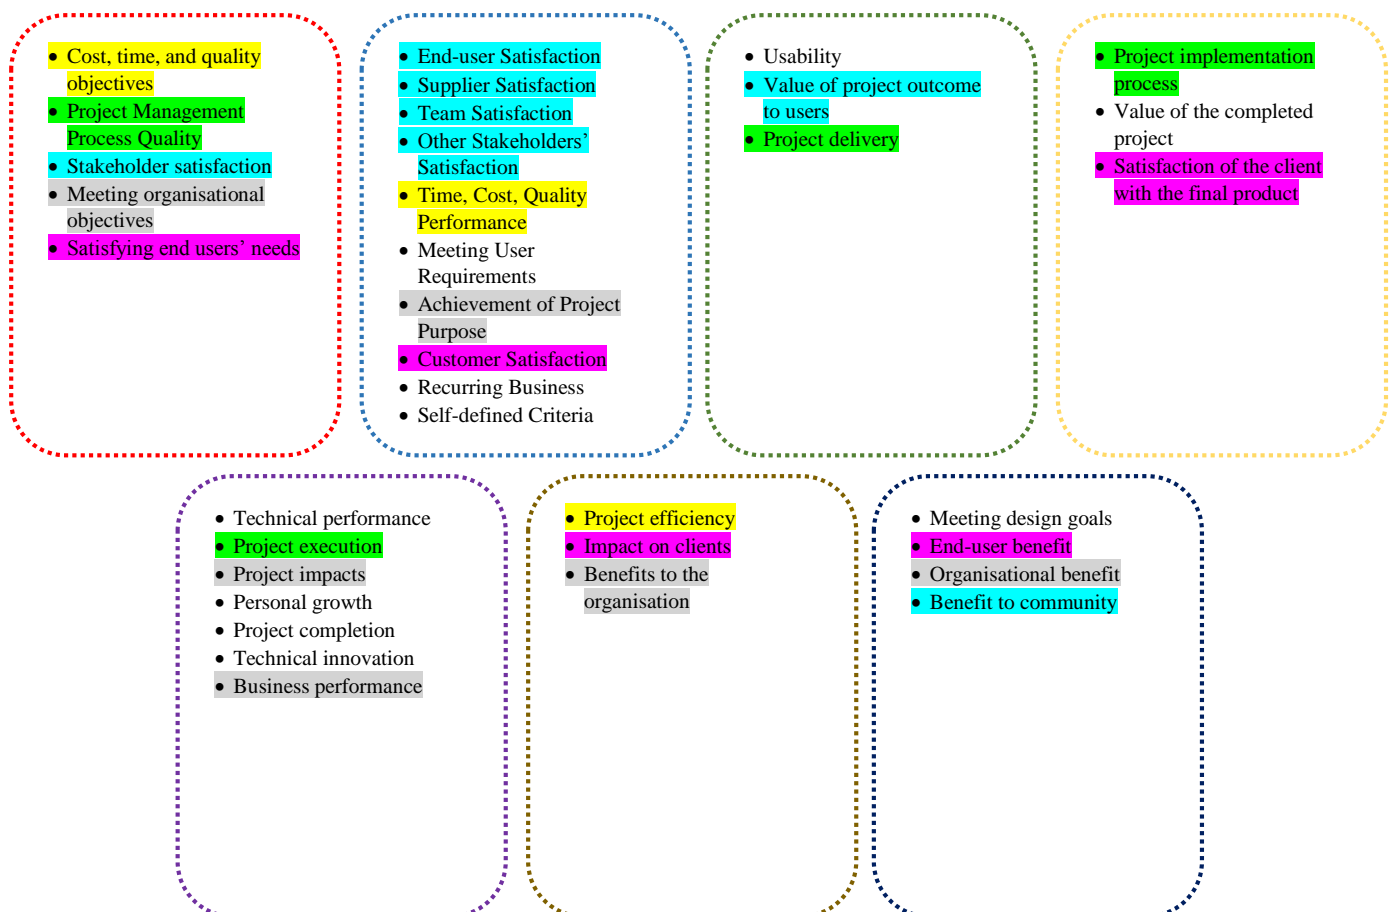 • Cost, time, and quality
objectives
• Project Management
Process Quality
• Stakeholder satisfaction
• Meeting organisational
objectives
• Satisfying end users’ needs
• End-user Satisfaction
• Supplier Satisfaction
• Team Satisfaction
• Other Stakeholders’
Satisfaction
• Time, Cost, Quality
Performance
• Meeting User
Requirements
• Achievement of Project
Purpose
• Customer Satisfaction
• Recurring Business
• Self-defined Criteria
• Usability
• Value of project outcome
to users
• Project delivery
• Project implementation
process
• Value of the completed
project
• Satisfaction of the client
with the final product
• Technical performance
• Project execution
• Project impacts
• Personal growth
• Project completion
• Technical innovation
• Business performance
• Project efficiency
• Impact on clients
• Benefits to the
organisation
• Meeting design goals
• End-user benefit
• Organisational benefit
• Benefit to community